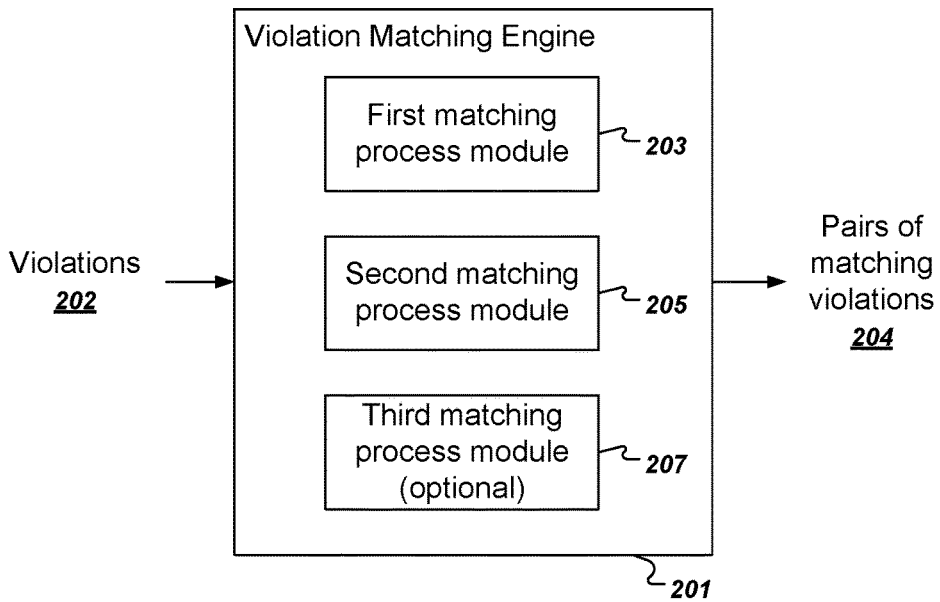 Violation Matching Engine
First matching
process module
203
Violations
202
Second matching
process module
205
Pairs of
matching
violations
204
Third matching
process module
(optional)
207
201